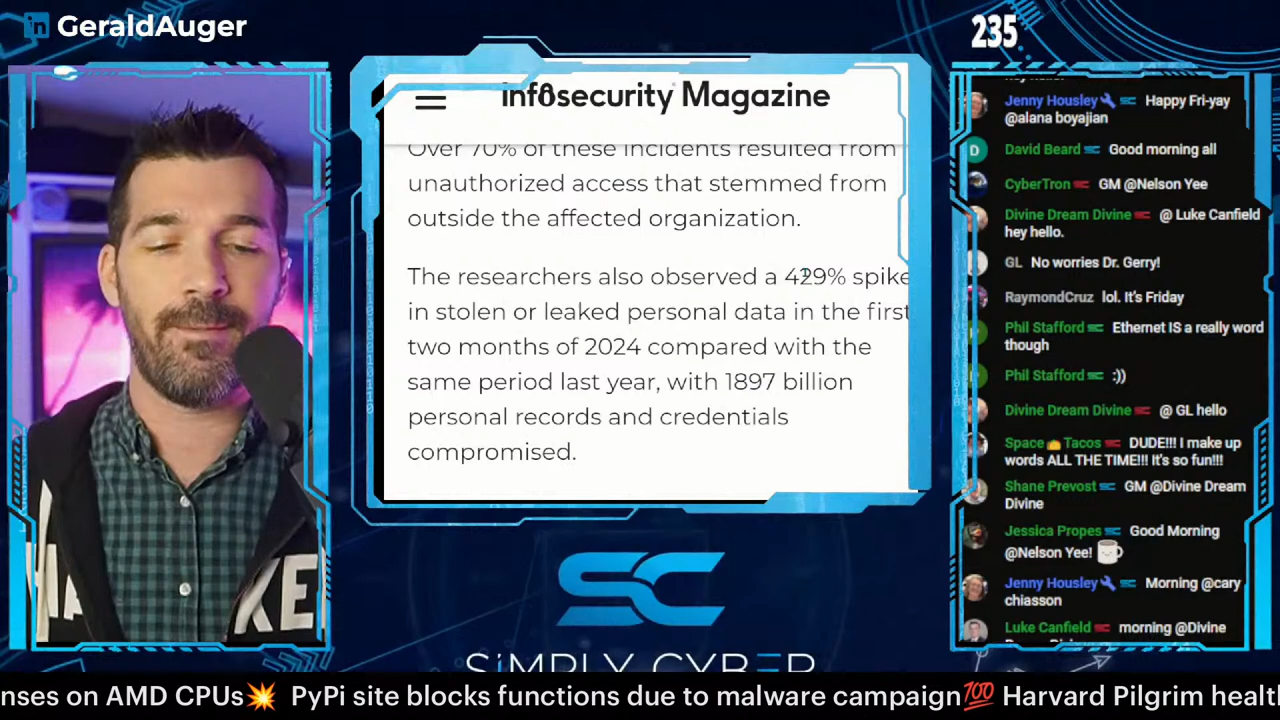 in GeraldAuger
235
Infosecurity Magazine
Over 70% of these incidents resulted from
unauthorized access that stemmed from
outside the affected organization.
The researchers also observed a 429% spike
in stolen or leaked personal data in the first
two months of 2024 compared with the
same period last year, with 1897 billion
personal records and credentials
compromised.
SC
SiMPLY CYBER
Jenny Housley Happy Fri-yay
@alana boyajian
David Beard Good morning all
CyberTron GM @Nelson Yee
Divine Dream Divine @ Luke Canfield
hey hello.
GL No worries Dr. Gerry!
RaymondCruz lol. It's Friday
Phil Stafford Ethernet IS a really word
though
Phil Stafford :))
Divine Dream Divine @ GL hello
Space🌮Tacos DUDE!!! I make up
words ALL THE TIME!!! It's so fun!!!
Shane Prevost GM @Divine Dream
Divine
Jessica Propes Good Morning
@Nelson Yee!
Jenny Housley Morning @cary
chiasson
Luke Canfield morning @Divine
nses on AMD CPUs💥 PyPi site blocks functions due to malware campaign💯 Harvard Pilgrim healt